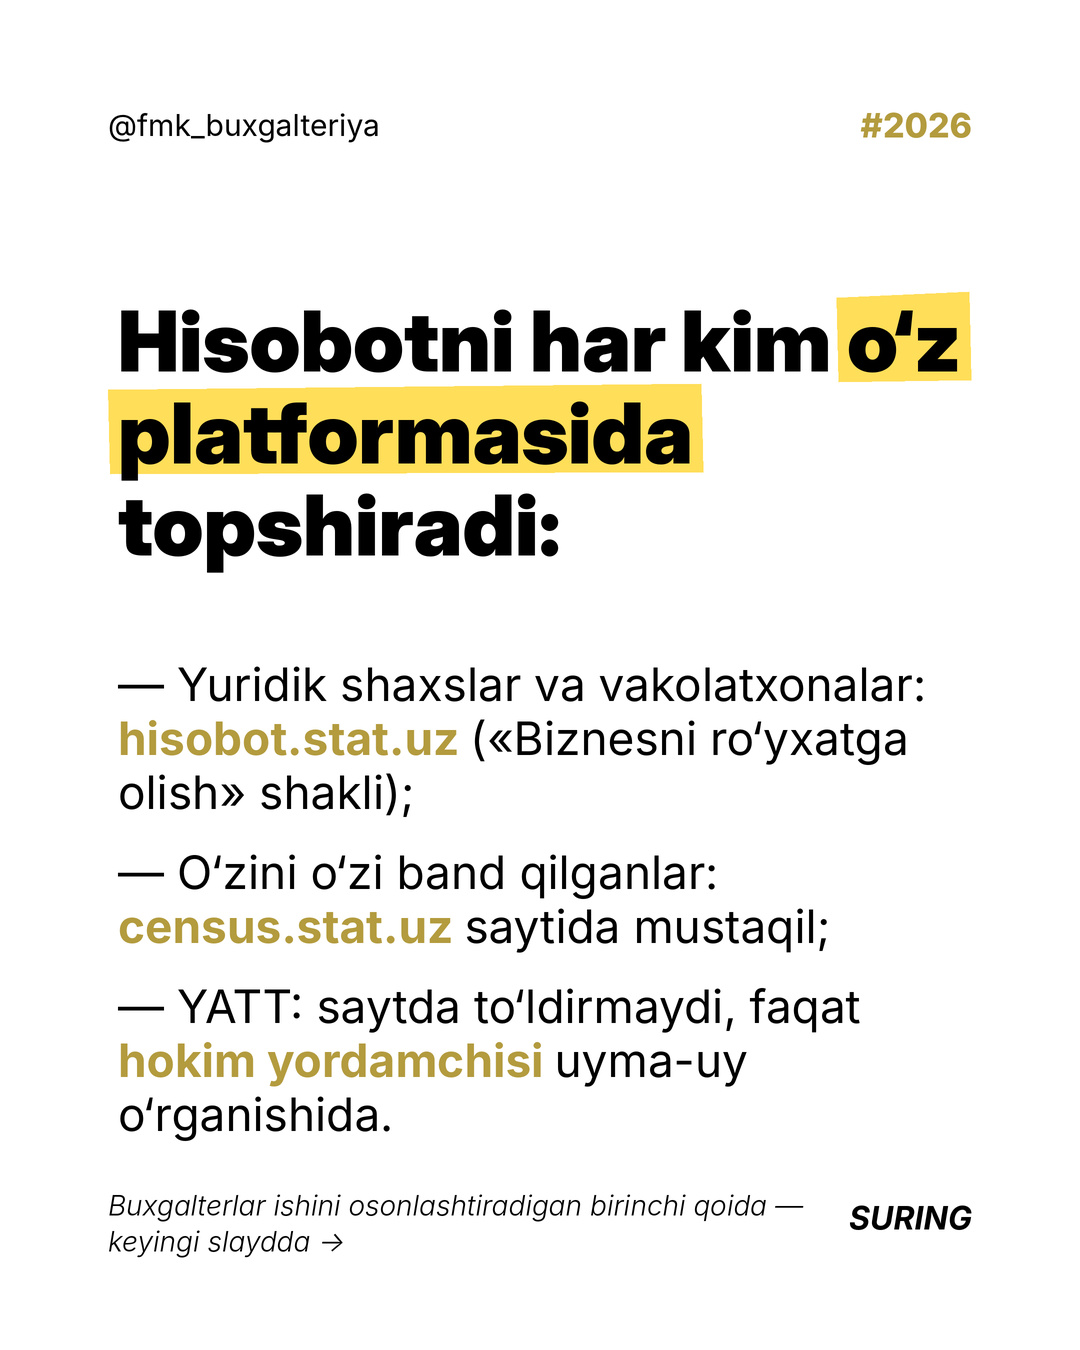 @fmk_buxgalteriya
#2026
Hisobotni har kim o‘z
platformasida
topshiradi:
— Yuridik shaxslar va vakolatxonalar:
hisobot.stat.uz («Biznesni ro‘yxatga
olish» shakli);
— O‘zini o‘zi band qilganlar:
census.stat.uz saytida mustaqil;
— YATT: saytda to‘ldirmaydi, faqat
hokim yordamchisi uyma-uy
o‘rganishida.
Buxgalterlar ishini osonlashtiradigan birinchi qoida —
keyingi slaydda →
SURING